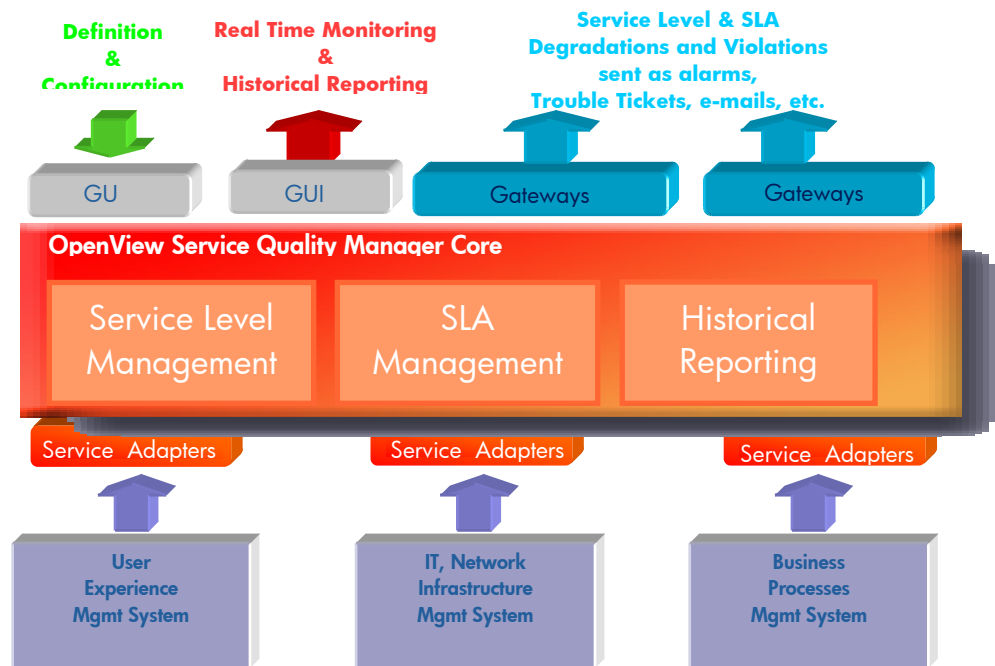 Definition
&
Configuration
Real Time Monitoring
&
Historical Reporting
Service Level & SLA
Degradations and Violations
sent as alarms,
Trouble Tickets, e-mails, etc.
GU
GUI
Gateways
Gateways
OpenView Service Quality Manager Core
Service Level
Management
SLA
Management
Historical
Reporting
Service Adapters
Service Adapters
Service Adapters
User
Experience
Mgmt System
IT, Network
Infrastructure
Mgmt System
Business
Processes
Mgmt System